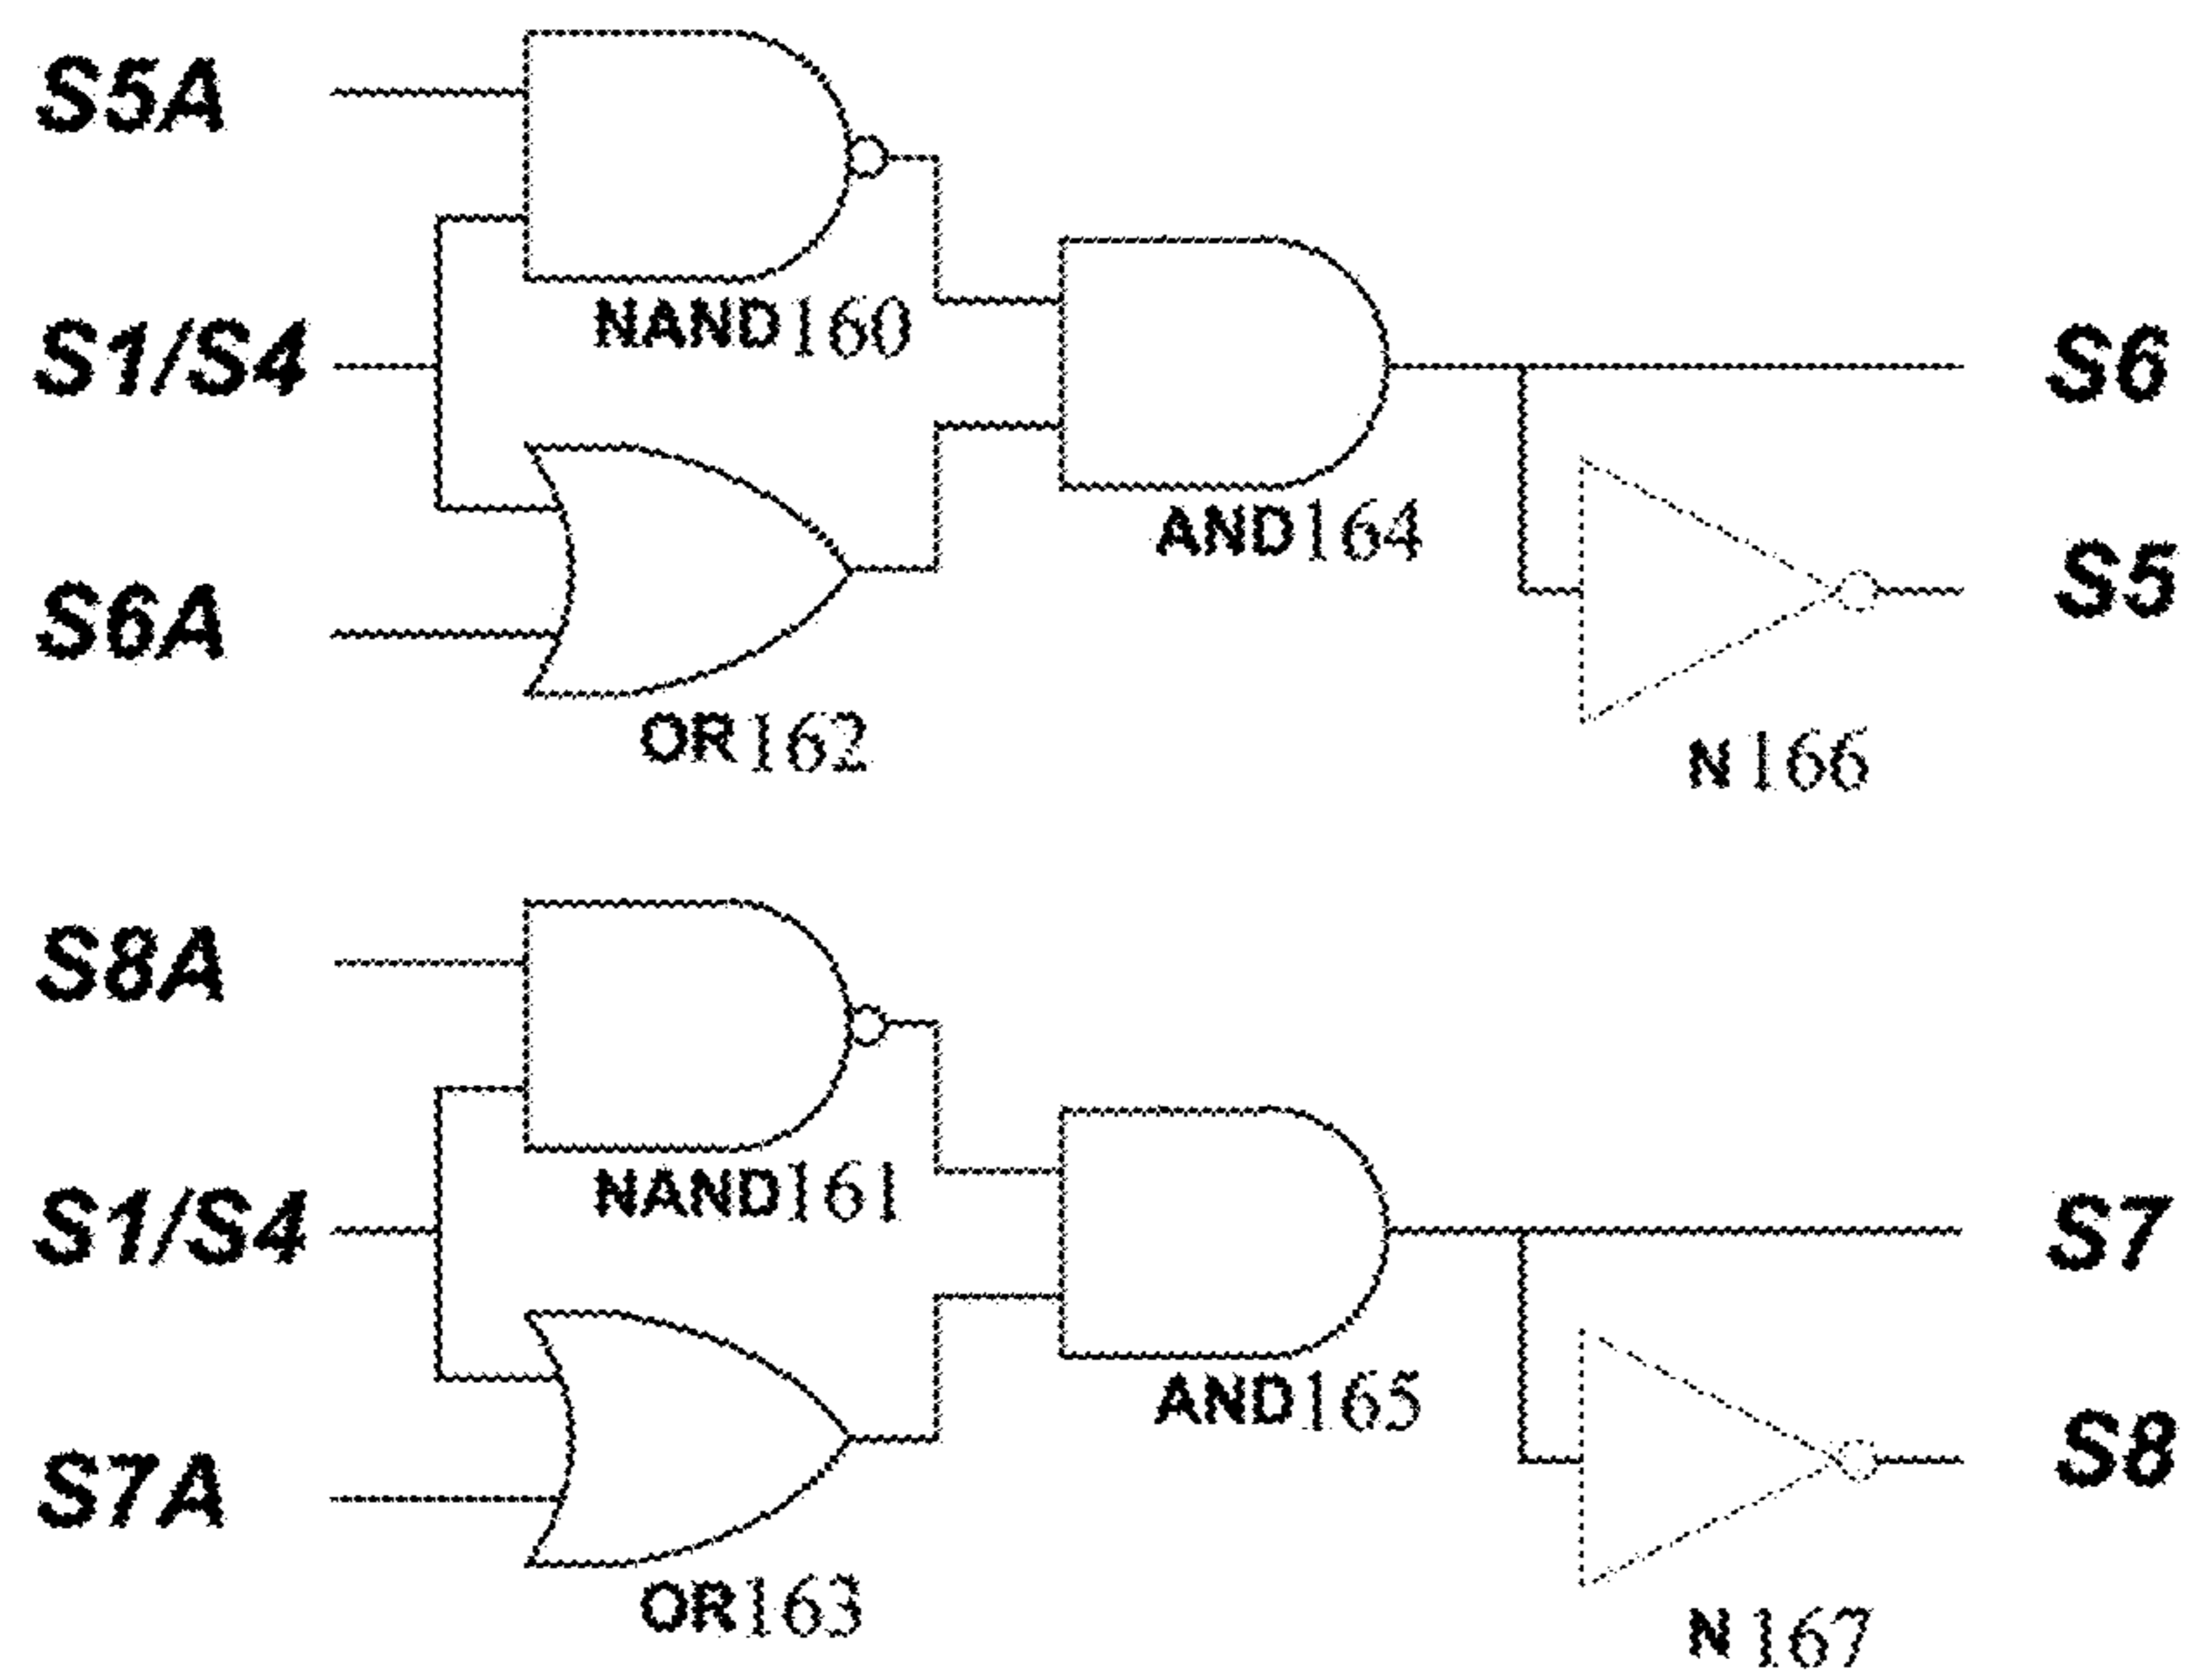 S5A
NAND160
S1/S4
S6
AND164
S5
S6A
OR162
N166
S8A
NAND161
S1/S4
S7
AND165
S8
S7A
OR163
N167